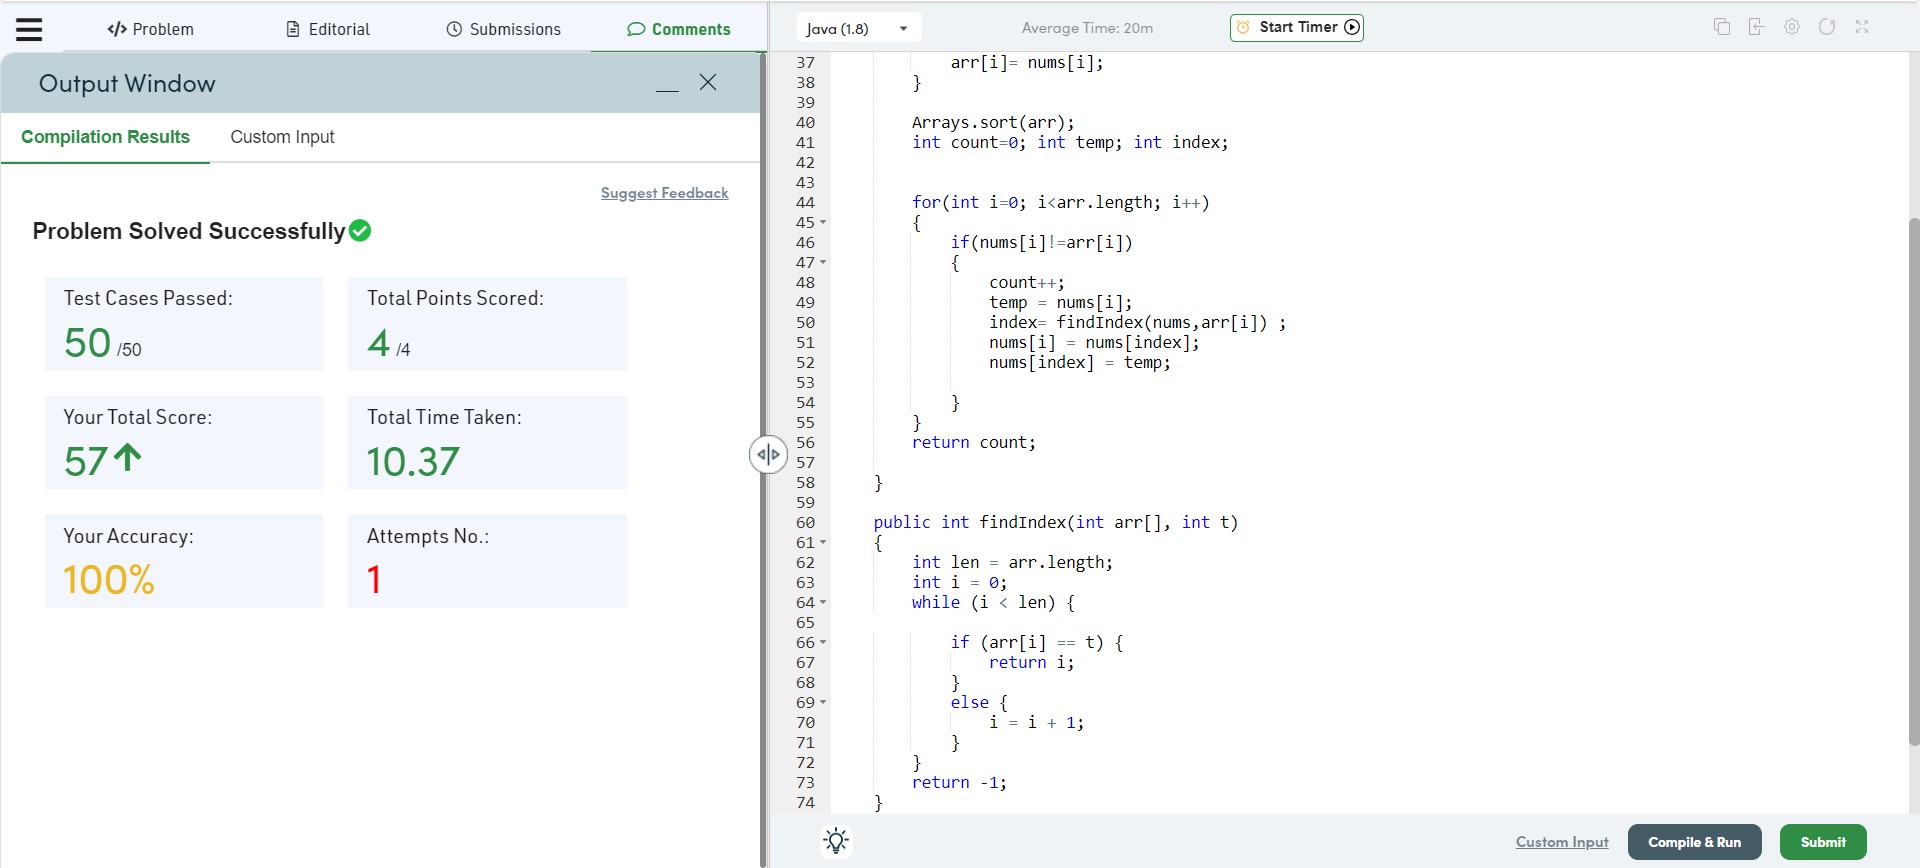 </> Problem
Editorial
Submissions
Comments
Output Window
Compilation Results
Custom Input
Suggest Feedback
Problem Solved Successfully
Test Cases Passed:
50 /50
Total Points Scored:
4 /4
Your Total Score:
57
Total Time Taken:
10.37
Your Accuracy:
100%
Attempts No.:
1
Java (1.8)
Average Time: 20m
Start Timer
37 arr[i]= nums[i];
38 }
39
40 Arrays.sort(arr);
41 int count=0; int temp; int index;
42
43
44 for(int i=0; i<arr.length; i++)
45 {
46 if(nums[i]!=arr[i])
47 {
48 count++;
49 temp = nums[i];
50 index= findIndex(nums,arr[i]) ;
51 nums[i] = nums[index];
52 nums[index] = temp;
53
54 }
55 }
56 return count;
57
58 }
59
60 public int findIndex(int arr[], int t)
61 {
62 int len = arr.length;
63 int i = 0;
64 while (i < len) {
65
66 if (arr[i] == t) {
67 return i;
68 }
69 else {
70 i = i + 1;
71 }
72 }
73 return -1;
74 }
Custom Input
Compile & Run
Submit